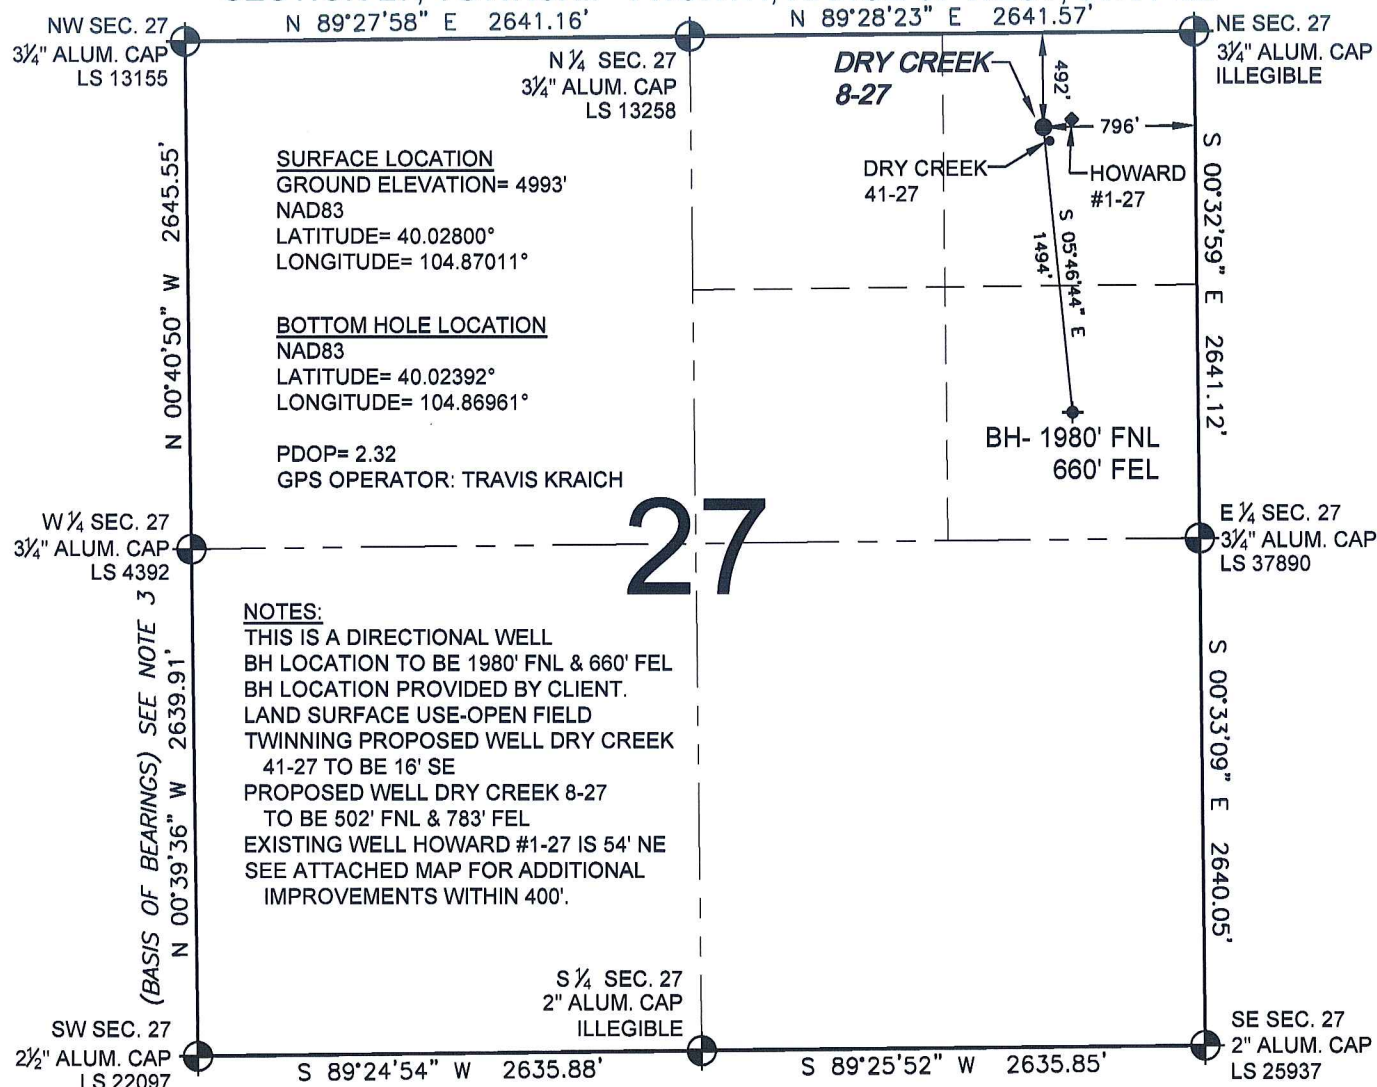 N 89°27'58" E 2641.16'
N 89°28'23" E 2641.57'
NW SEC. 27
3¼" ALUM. CAP
LS 13155
N ¼ SEC. 27
3¼" ALUM. CAP
LS 13258
DRY CREEK
8-27
492'
NE SEC. 27
3¼" ALUM. CAP
ILLEGIBLE
796'
DRY CREEK
41-27
HOWARD
#1-27
SURFACE LOCATION
GROUND ELEVATION= 4993'
NAD83
LATITUDE= 40.02800°
LONGITUDE= 104.87011°
BOTTOM HOLE LOCATION
NAD83
LATITUDE= 40.02392°
LONGITUDE= 104.86961°
PDOP= 2.32
GPS OPERATOR: TRAVIS KRAICH
N 00°40'50" W 2645.55'
S 05°46'44" E
1494'
S 00°32'59" E 2641.12'
BH- 1980' FNL
660' FEL
W ¼ SEC. 27
3¼" ALUM. CAP
LS 4392
27
E ¼ SEC. 27
3¼" ALUM. CAP
LS 37890
NOTES:
THIS IS A DIRECTIONAL WELL
BH LOCATION TO BE 1980' FNL & 660' FEL
BH LOCATION PROVIDED BY CLIENT.
LAND SURFACE USE-OPEN FIELD
TWINNING PROPOSED WELL DRY CREEK
41-27 TO BE 16' SE
PROPOSED WELL DRY CREEK 8-27
TO BE 502' FNL & 783' FEL
EXISTING WELL HOWARD #1-27 IS 54' NE
SEE ATTACHED MAP FOR ADDITIONAL
IMPROVEMENTS WITHIN 400'.
(BASIS OF BEARINGS) SEE NOTE 3
N 00°39'36" W 2639.91'
S 00°33'09" E 2640.05'
S ¼ SEC. 27
2" ALUM. CAP
ILLEGIBLE
SW SEC. 27
2½" ALUM. CAP
LS 22097
S 89°24'54" W 2635.88'
S 89°25'52" W 2635.85'
SE SEC. 27
2" ALUM. CAP
LS 25937